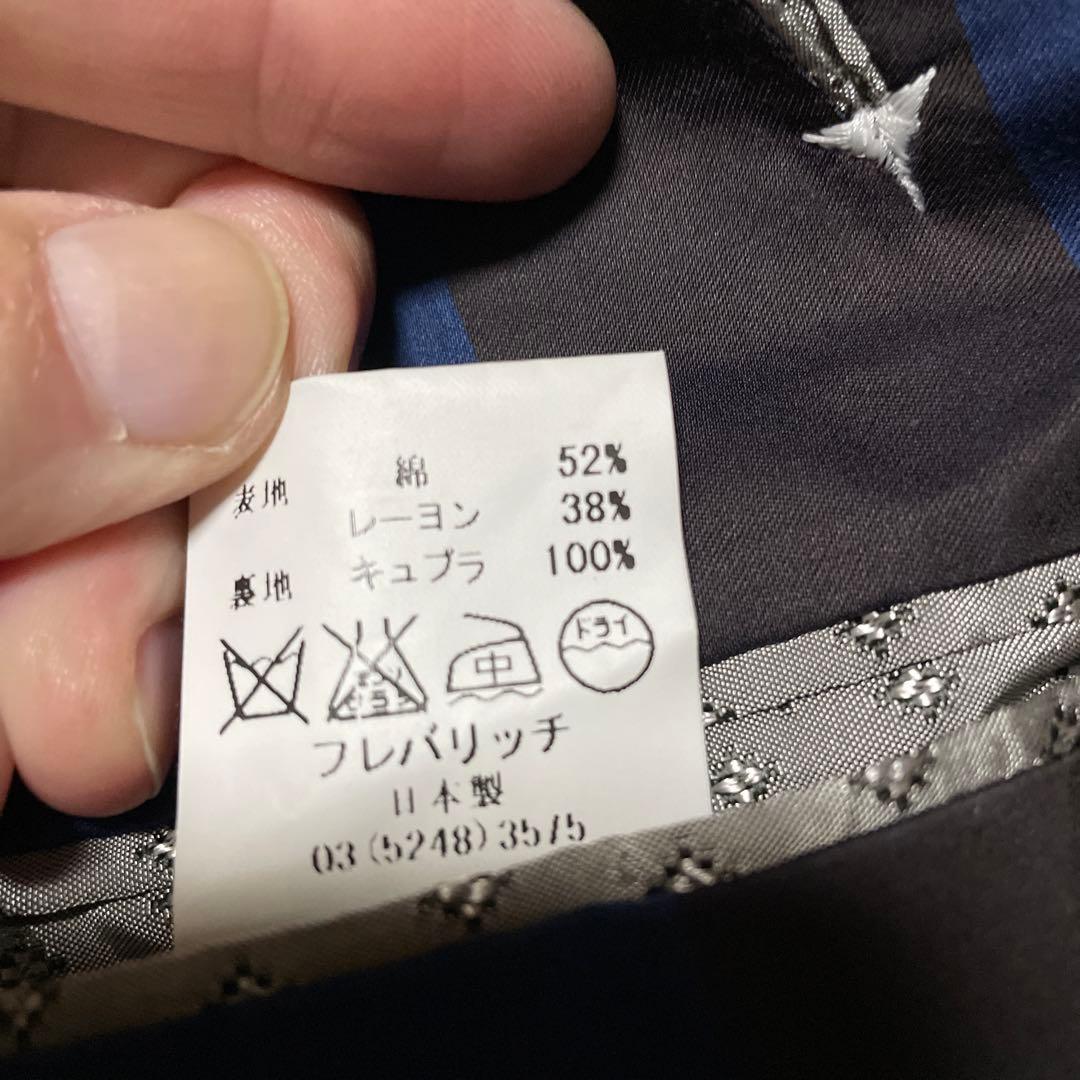 表地 綿 52%
レーヨン 38%
裏地 キュプラ 100%
中 ドライ
フレバリッチ
日本製
03(5248)3575